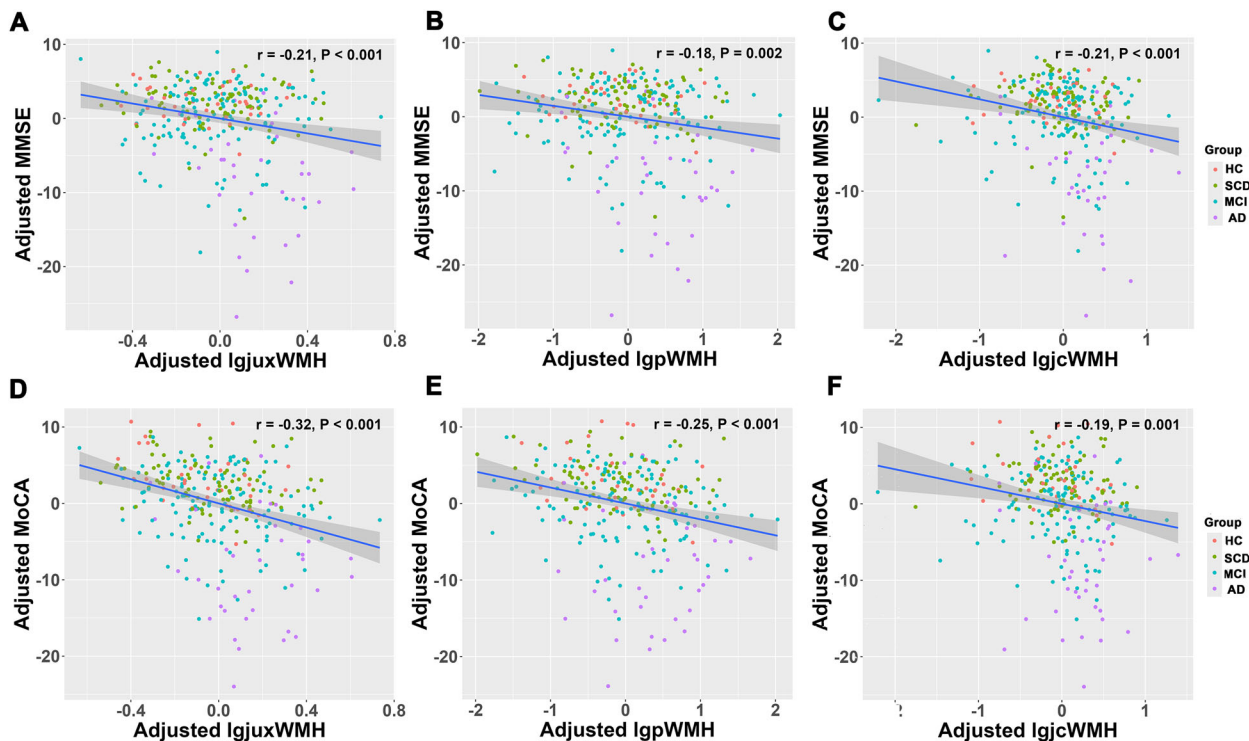 A
r = -0.21, P < 0.001
Adjusted MMSE
10
0
-10
-20
-0.4
0.0
0.4
0.8
Adjusted lgjuxWMH
B
r = -0.18, P = 0.002
Adjusted MMSE
10
0
-10
-20
-2
-1
0
1
2
Adjusted lgpWMH
C
r = -0.21, P < 0.001
Adjusted MMSE
10
0
-10
-20
-2
-1
0
1
Adjusted lgjcWMH
Group
HC
SCD
MCI
AD
D
r = -0.32, P < 0.001
Adjusted MoCA
10
0
-10
-20
-0.4
0.0
0.4
0.8
Adjusted lgjuxWMH
E
r = -0.25, P < 0.001
Adjusted MoCA
10
0
-10
-20
-2
-1
0
1
2
Adjusted lgpWMH
F
r = -0.19, P = 0.001
Adjusted MoCA
10
0
-10
-20
-1
0
1
Adjusted lgjcWMH
Group
HC
SCD
MCI
AD